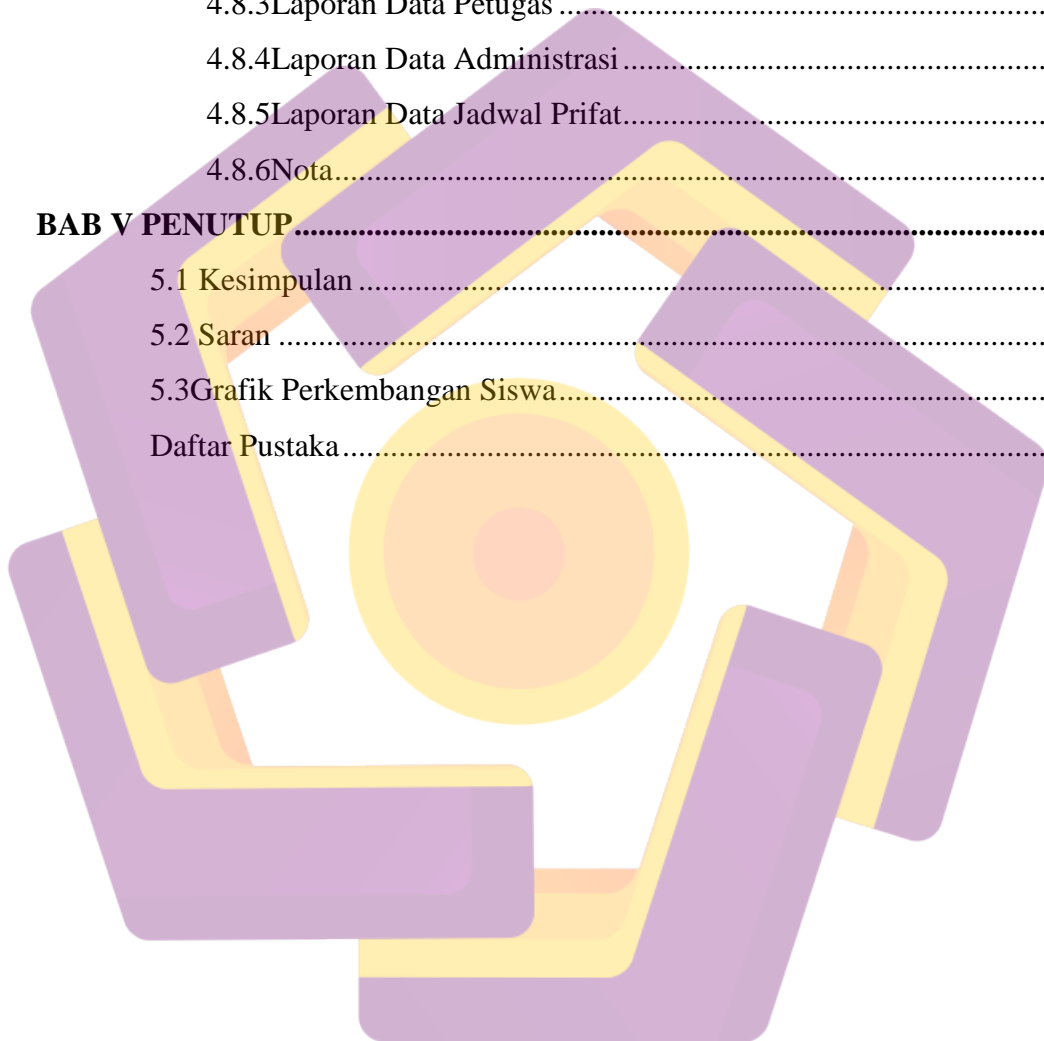 4.8.3Laporan Data Petugas ........................................................
4.8.4Laporan Data Administrasi ................................................
4.8.5Laporan Data Jadwal Prifat................................................
4.8.6Nota....................................................................................
BAB V PENUTUP...........................................................................
5.1 Kesimpulan ............................................................................
5.2 Saran ......................................................................................
5.3Grafik Perkembangan Siswa...................................................
Daftar Pustaka..............................................................................